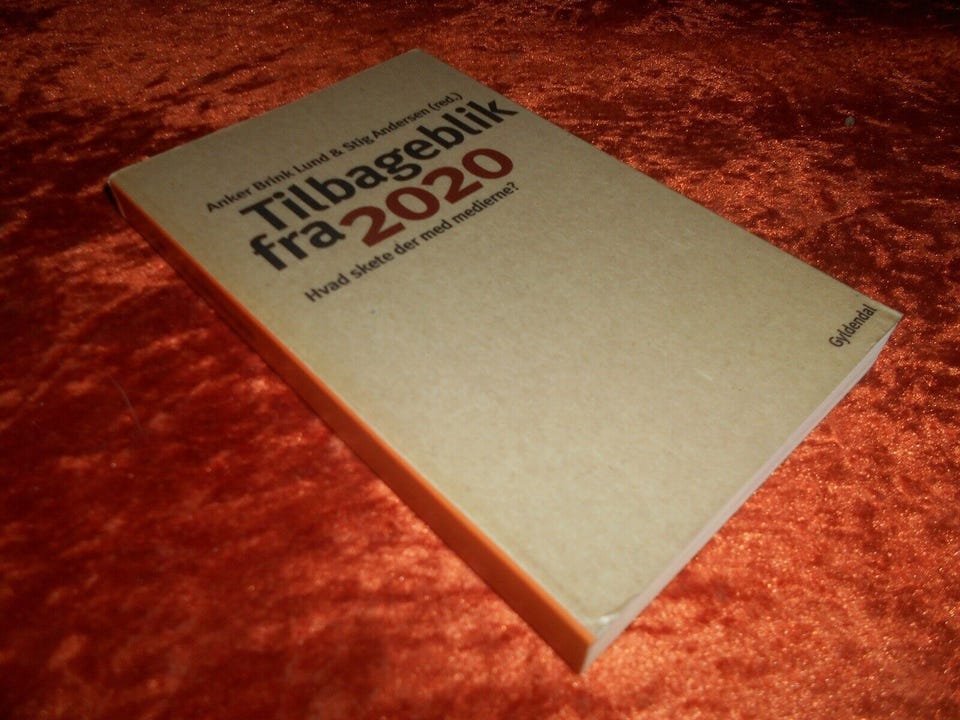 Anker Brink Lund & Stig Andersen (red.)
Tilbageblik
fra 2020
Hvad skete der med medierne?
Gyldendal